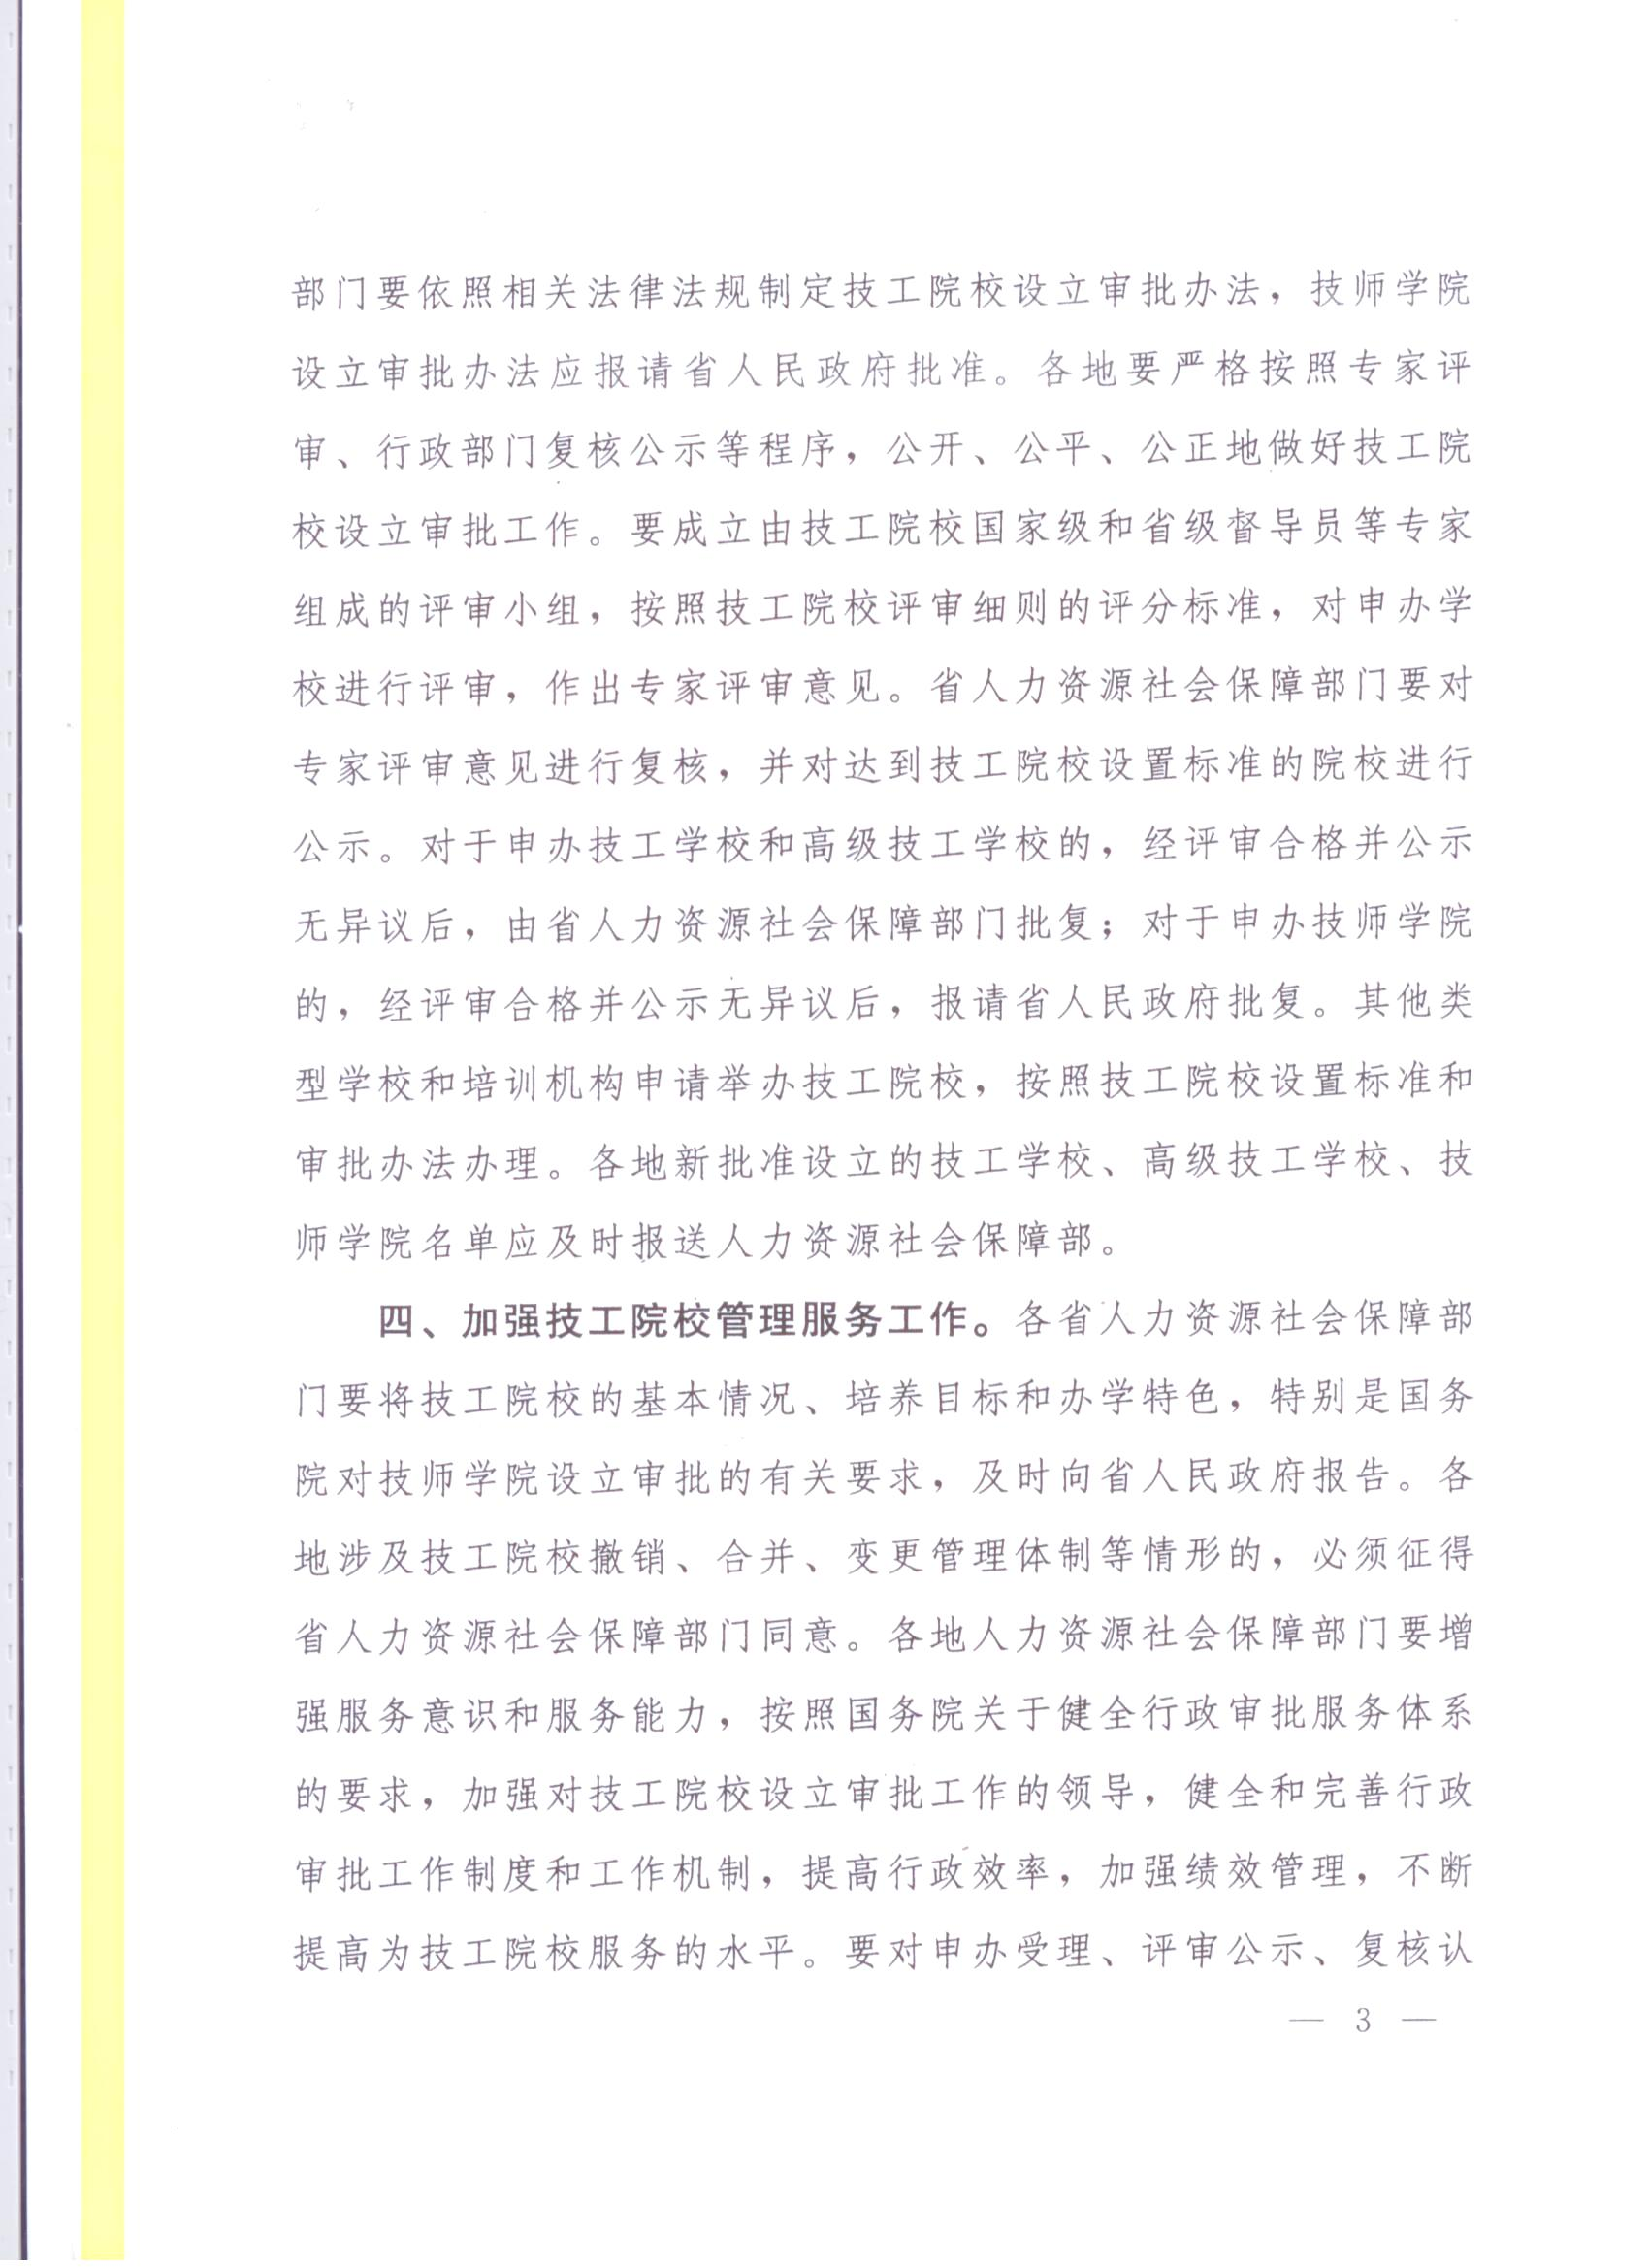 部门要依照相关法律法规制定技工院校设立审批办法，技师学院
设立审批办法应报请省人民政府批准。各地要严格按照专家评
审、行政部门复核公示等程序，公开、公平、公正地做好技工院
校设立审批工作。要成立由技工院校国家级和省级督导员等专家
组成的评审小组，按照技工院校评审细则的评分标准，对申办学
校进行评审，作出专家评审意见。省人力资源社会保障部门要对
专家评审意见进行复核，并对达到技工院校设置标准的院校进行
公示。对于申办技工学校和高级技工学校的，经评审合格并公示
无异议后，由省人力资源社会保障部门批复；对于申办技师学院
的，经评审合格并公示无异议后，报请省人民政府批复。其他类
型学校和培训机构申请举办技工院校，按照技工院校设置标准和
审批办法办理。各地新批准设立的技工学校、高级技工学校、技
师学院名单应及时报送人力资源社会保障部。
四、加强技工院校管理服务工作。各省人力资源社会保障部
门要将技工院校的基本情况、培养目标和办学特色，特别是国务
院对技师学院设立审批的有关要求，及时向省人民政府报告。各
地涉及技工院校撤销、合并、变更管理体制等情形的，必须征得
省人力资源社会保障部门同意。各地人力资源社会保障部门要增
强服务意识和服务能力，按照国务院关于健全行政审批服务体系
的要求，加强对技工院校设立审批工作的领导，健全和完善行政
审批工作制度和工作机制，提高行政效率，加强绩效管理，不断
提高为技工院校服务的水平。要对申办受理、评审公示、复核认
— 3 —